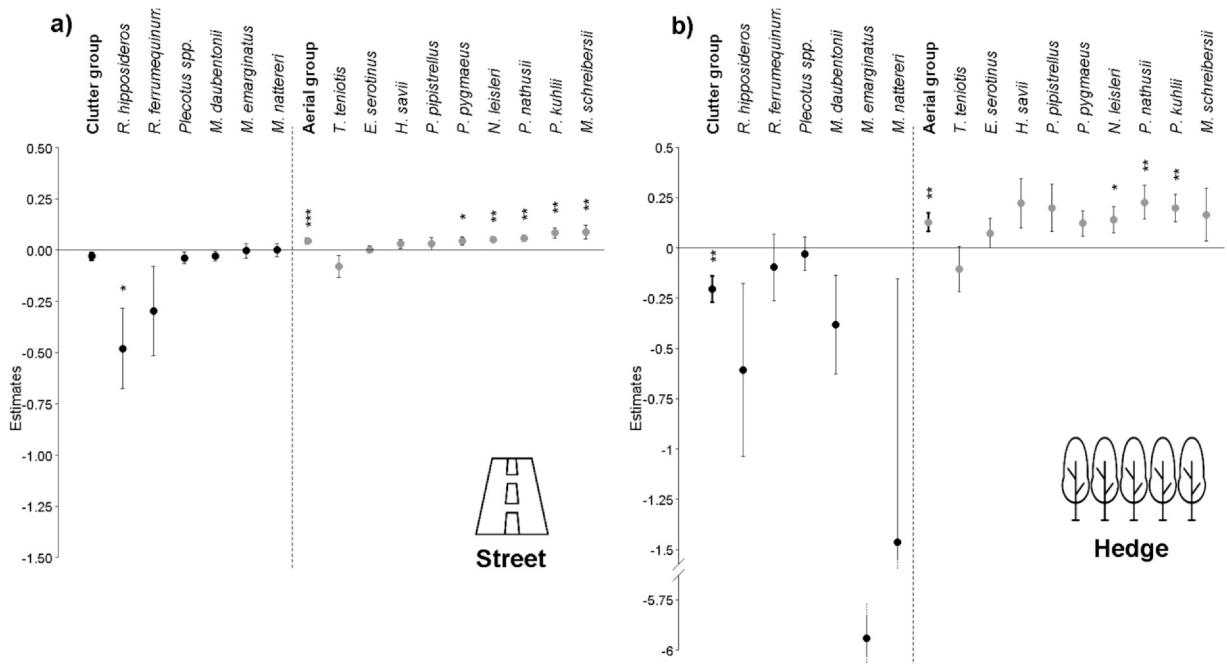 a)
Clutter group
R. hipposideros
R. ferrumequinum
Plecotus spp.
M. daubentonii
M. emarginatus
M. nattereri
Aerial group
T. teniotis
E. serotinus
H. savii
P. pipistrellus
P. pygmaeus
N. leisleri
P. nathusii
P. kuhlii
M. schreibersii
0.50
0.25
0.00
-0.25
-0.50
-0.75
-1.00
-1.25
-1.50
Estimates
*
***
*
**
**
**
**
Street
b)
Clutter group
R. hipposideros
R. ferrumequinum
Plecotus spp.
M. daubentonii
M. emarginatus
M. nattereri
Aerial group
T. teniotis
E. serotinus
H. savii
P. pipistrellus
P. pygmaeus
N. leisleri
P. nathusii
P. kuhlii
M. schreibersii
0.5
0.25
0
-0.25
-0.5
-0.75
-1
-1.25
-1.5
-5.75
-6
Estimates
**
**
*
**
**
Hedge